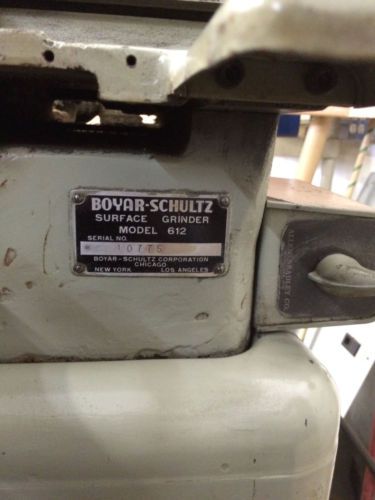 BOYAR-SCHULTZ
SURFACE GRINDER
MODEL 612
SERIAL NO.
10775
BOYAR-SCHULTZ CORPORATION
CHICAGO
NEW YORK LOS ANGELES